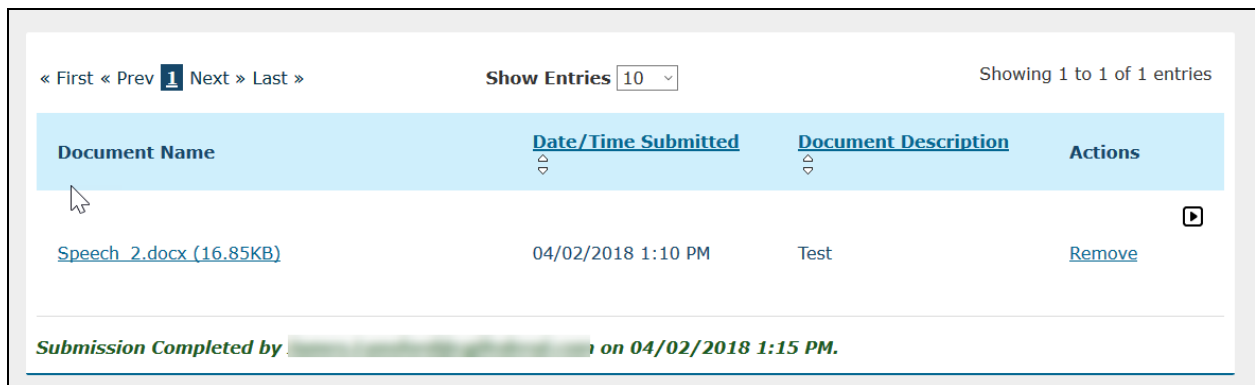 « First « Prev 1 Next » Last » Show Entries 10 Showing 1 to 1 of 1 entries
Document Name Date/Time Submitted Document Description Actions
Speech_2.docx (16.85KB) 04/02/2018 1:10 PM Test Remove
Submission Completed by on 04/02/2018 1:15 PM.